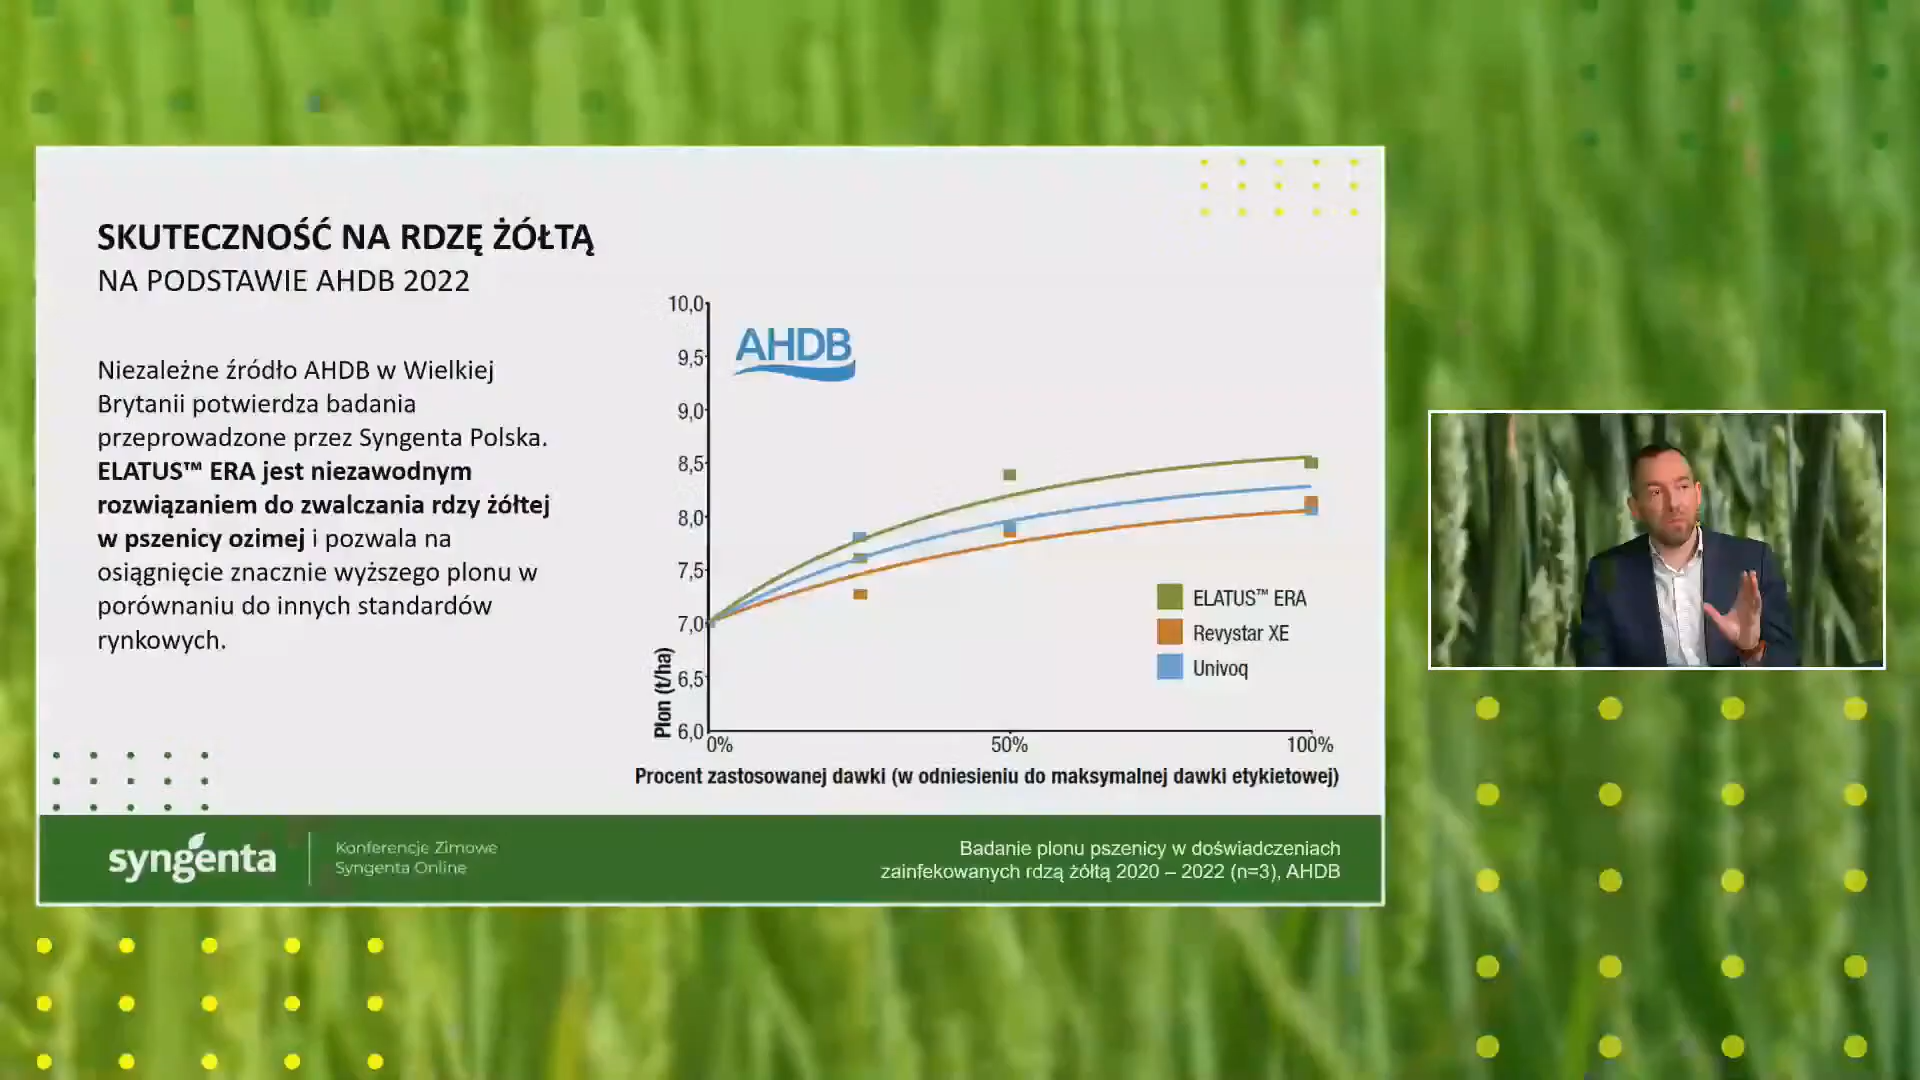 SKUTECZNOŚĆ NA RDZĘ ŻÓŁTĄ
NA PODSTAWIE AHDB 2022
Niezależne źródło AHDB w Wielkiej
Brytanii potwierdza badania
przeprowadzone przez Syngenta Polska.
ELATUS™ ERA jest niezawodnym
rozwiązaniem do zwalczania rdzy żółtej
w pszenicy ozimej i pozwala na
osiągnięcie znacznie wyższego plonu w
porównaniu do innych standardów
rynkowych.
AHDB
10,0
9,5
9,0
8,5
8,0
7,5
7,0
6,5
6,0
Plon (t/ha)
0%
50%
100%
Procent zastosowanej dawki (w odniesieniu do maksymalnej dawki etykietowej)
ELATUS™ ERA
Revystar XE
Univoq
syngenta
Konferencje Zimowe
Syngenta Online
Badanie plonu pszenicy w doświadczeniach
zainfekowanych rdzą żółtą 2020 – 2022 (n=3), AHDB